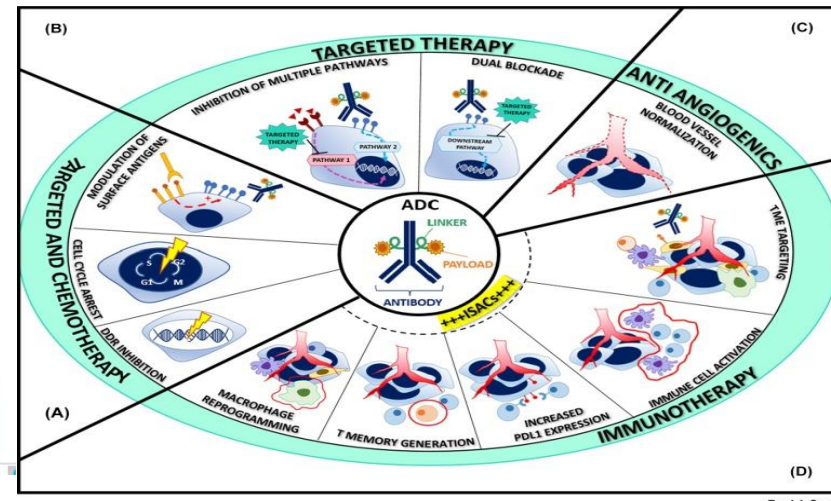 (B)
(C)
TARGETED THERAPY
INHIBITION OF MULTIPLE PATHWAYS
DUAL BLOCKADE
ANTI ANGIOGENICS
BLOOD VESSEL
NORMALIZATION
TARGETED
THERAPY
PATHWAY 1
PATHWAY 2
TARGETED
THERAPY
DOWNSTREAM
PATHWAY
TARGETED AND CHEMOTHERAPY
MODULATION OF
SURFACE ANTIGENS
CELL CYCLE ARREST
S
G2
G1
M
DDR INHIBITION
ADC
LINKER
PAYLOAD
ANTIBODY
+++ISACs+++
TME TARGETING
IMMUNE CELL ACTIVATION
INCREASED
PDL1 EXPRESSION
T MEMORY GENERATION
MACROPHAGE
REPROGRAMMING
IMMUNOTHERAPY
(A)
(D)